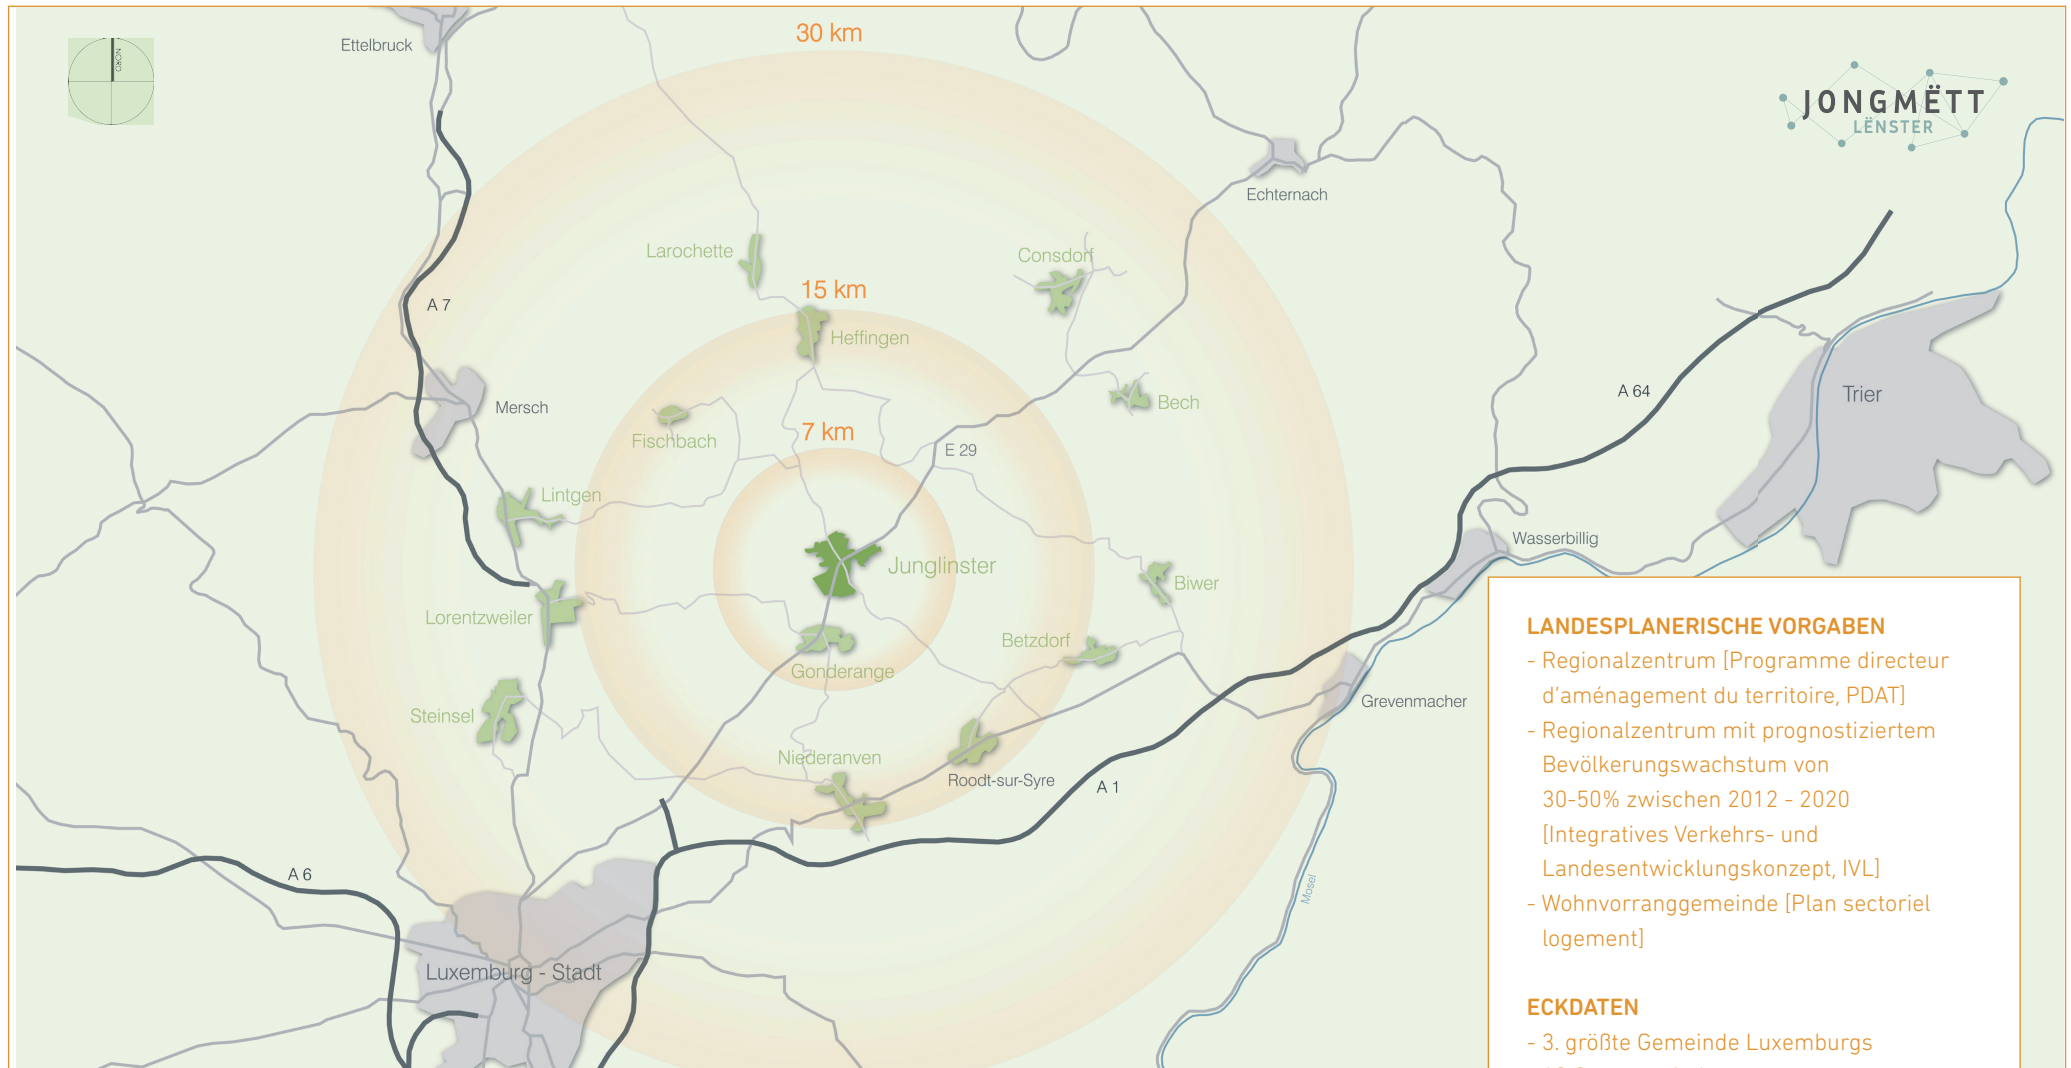 30 km
Ettelbruck
NORD
JONGMËTT
LËNSTER
Echternach
Larochette
Consdorf
15 km
A 7
Heffingen
A 64
Trier
Mersch
Bech
7 km
Fischbach
E 29
Lintgen
Wasserbillig
Junglinster
Biwer
Lorentzweiler
Betzdorf
Gonderange
Grevenmacher
Steinsel
Niederanven
Roodt-sur-Syre
A 1
A 6
Mosel
Luxemburg - Stadt
LANDESPLANERISCHE VORGABEN
- Regionalzentrum [Programme directeur
d'aménagement du territoire, PDAT]
- Regionalzentrum mit prognostiziertem
Bevölkerungswachstum von
30-50% zwischen 2012 - 2020
[Integratives Verkehrs- und
Landesentwicklungskonzept, IVL]
- Wohnvorranggemeinde [Plan sectoriel
logement]
ECKDATEN
- 3. größte Gemeinde Luxemburgs